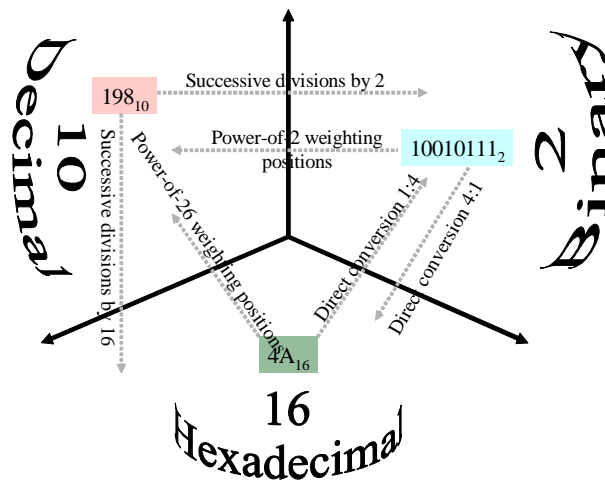 Decimal
10
Binary
2
198₁₀
Successive divisions by 2
Power-of-2 weighting
positions
10010111₂
Successive divisions by 16
Power-of-26 weighting positions
Direct conversion 1:4
Direct conversion 4:1
4A₁₆
16
Hexadecimal